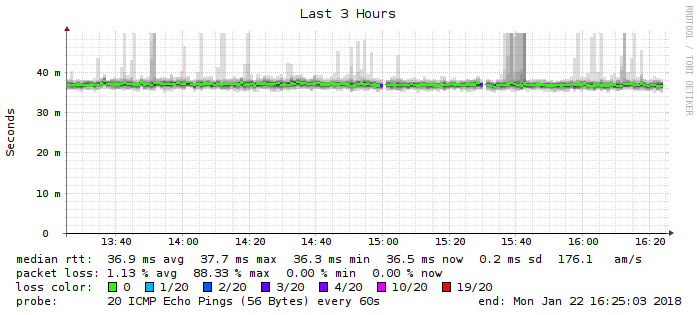 Last 3 Hours
RRDTOOL / TOBI OETIKER
Seconds
40 m
30 m
20 m
10 m
0
13:40 14:00 14:20 14:40 15:00 15:20 15:40 16:00 16:20
median rtt: 36.9 ms avg 37.7 ms max 36.3 ms min 36.5 ms now 0.2 ms sd 176.1 am/s
packet loss: 1.13 % avg 88.33 % max 0.00 % min 0.00 % now
loss color: 0 1/20 2/20 3/20 4/20 10/20 19/20
probe: 20 ICMP Echo Pings (56 Bytes) every 60s end: Mon Jan 22 16:25:03 2018